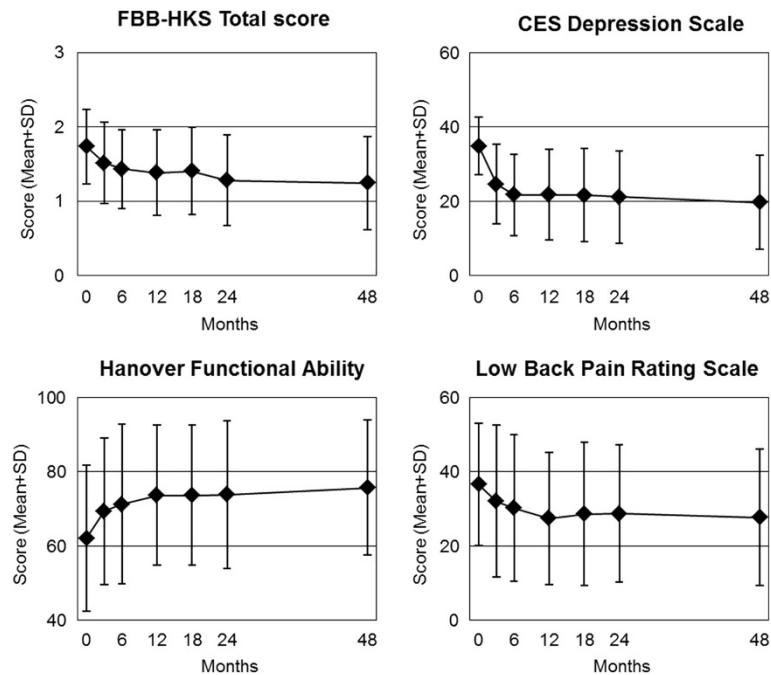 FBB-HKS Total score
Score (Mean+SD)
3
2
1
0
0 6 12 18 24 48
Months
CES Depression Scale
Score (Mean+SD)
60
40
20
0
0 6 12 18 24 48
Months
Hanover Functional Ability
Score (Mean+SD)
100
80
60
40
0 6 12 18 24 48
Months
Low Back Pain Rating Scale
Score (Mean+SD)
60
40
20
0
0 6 12 18 24 48
Months